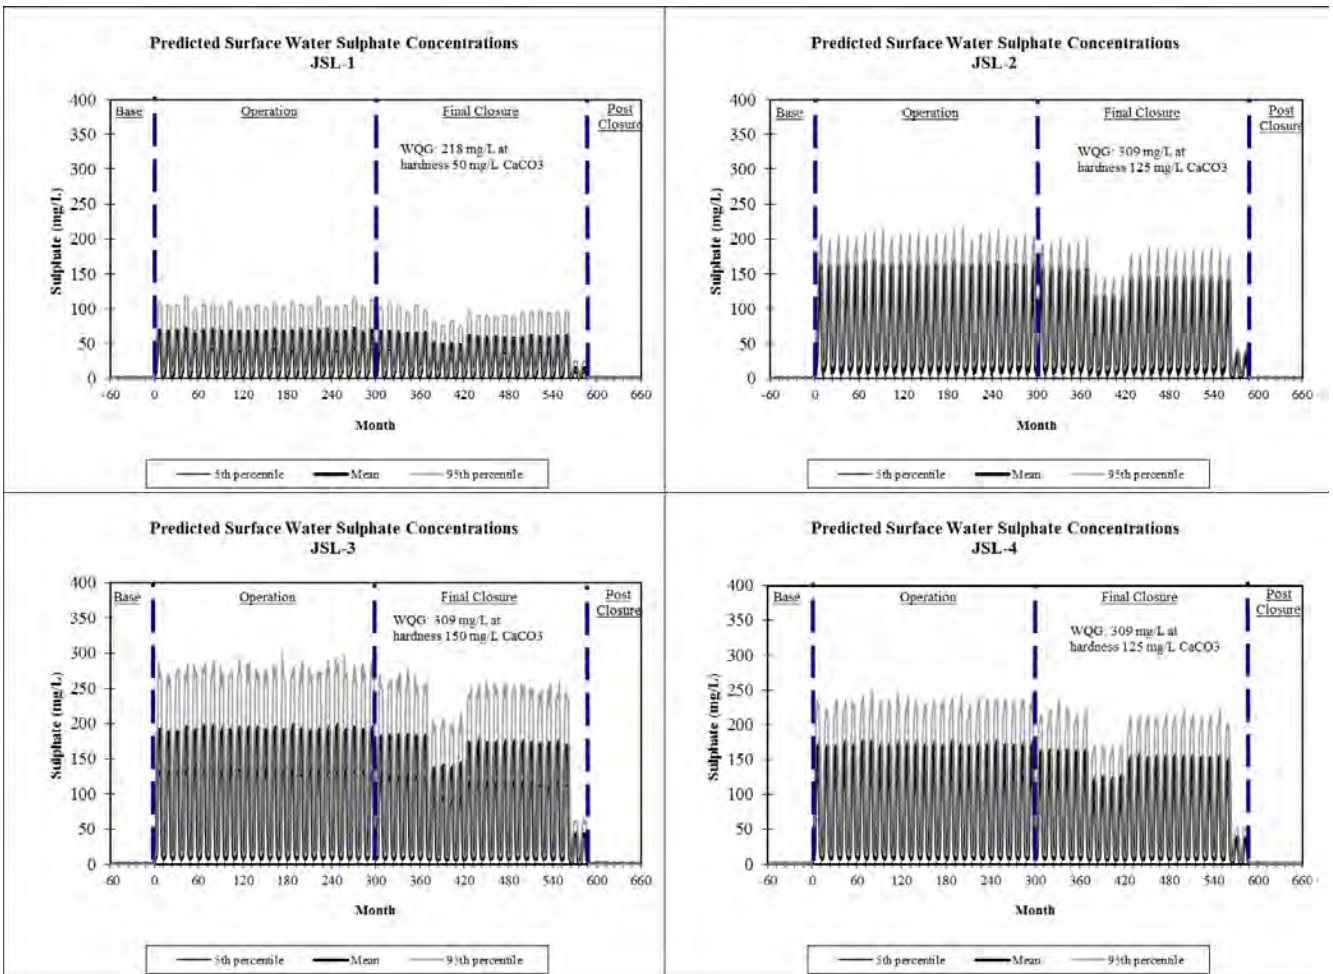 Predicted Surface Water Sulphate Concentrations
JSL-1
400
350
300
250
200
150
100
50
0
Sulphate (mg/L)
Base
Operation
Final Closure
Post
Closure
WQG: 218 mg/L at
hardness 50 mg/L CaCO3
-60 0 60 120 180 240 300 360 420 480 540 600 660
Month
5th percentile Mean 95th percentile
Predicted Surface Water Sulphate Concentrations
JSL-2
400
350
300
250
200
150
100
50
0
Sulphate (mg/L)
Base
Operation
Final Closure
Post
Closure
WQG: 309 mg/L at
hardness 125 mg/L CaCO3
-60 0 60 120 180 240 300 360 420 480 540 600 660
Month
5th percentile Mean 95th percentile
Predicted Surface Water Sulphate Concentrations
JSL-3
400
350
300
250
200
150
100
50
0
Sulphate (mg/L)
Base
Operation
Final Closure
Post
Closure
WQG: 309 mg/L at
hardness 150 mg/L CaCO3
-60 0 60 120 180 240 300 360 420 480 540 600 660
Month
5th percentile Mean 95th percentile
Predicted Surface Water Sulphate Concentrations
JSL-4
400
350
300
250
200
150
100
50
0
Sulphate (mg/L)
Base
Operation
Final Closure
Post
Closure
WQG: 309 mg/L at
hardness 125 mg/L CaCO3
-60 0 60 120 180 240 300 360 420 480 540 600 660
Month
5th percentile Mean 95th percentile